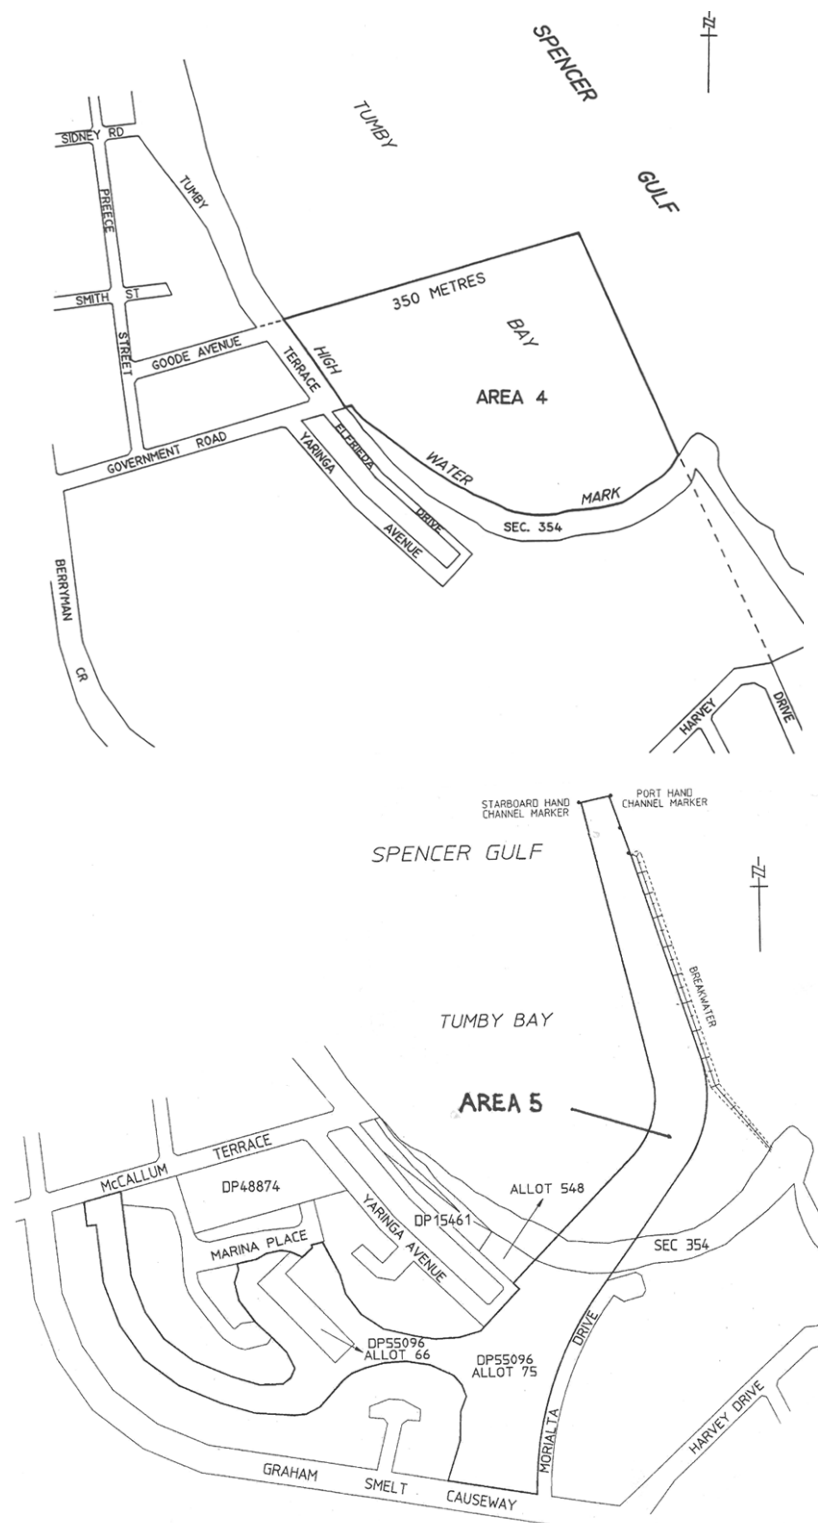 SPENCER
GULF
TUMBY
BAY
N
350 METRES
AREA 4
SIDNEY RD
PREECE
STREET
SMITH ST
TUMBY
TERRACE
GOODE AVENUE
HIGH
WATER
MARK
GOVERNMENT ROAD
ELFRIEDA
DRIVE
YARINGA
AVENUE
SEC. 354
BERRYMAN
CR
HARVEY
DRIVE
STARBOARD HAND
CHANNEL MARKER
PORT HAND
CHANNEL MARKER
SPENCER GULF
N
BREAKWATER
TUMBY BAY
AREA 5
McCALLUM TERRACE
DP48874
ALLOT 548
DP15461
YARINGA AVENUE
MARINA PLACE
SEC 354
DP55096
ALLOT 66
DP55096
ALLOT 75
MORIALTA DRIVE
HARVEY DRIVE
GRAHAM SMELT CAUSEWAY